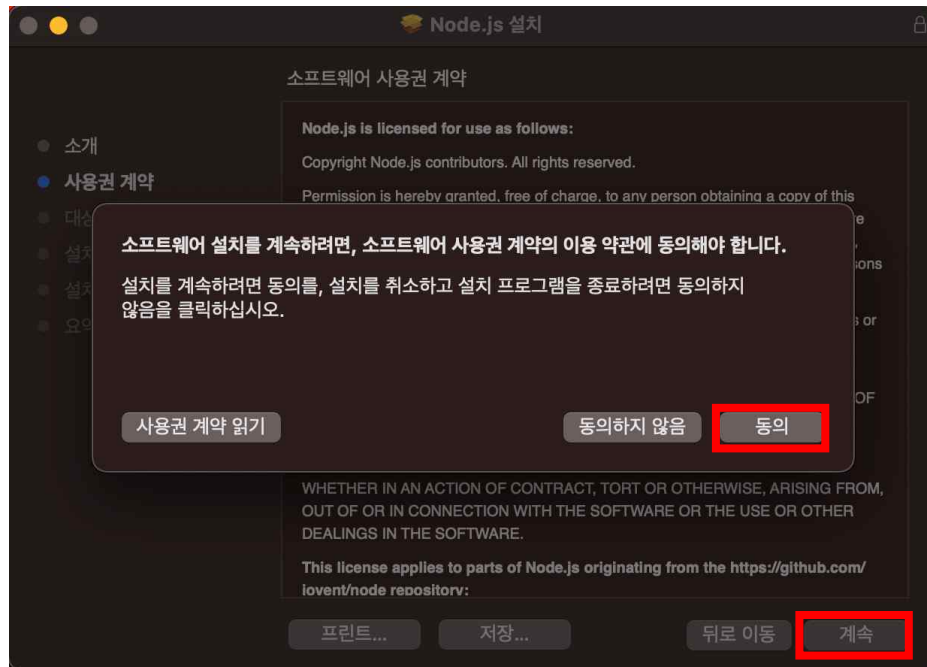 Node.js 설치
소프트웨어 사용권 계약
소개
사용권 계약
대상
설치
설치
요약
Node.js is licensed for use as follows:
Copyright Node.js contributors. All rights reserved.
Permission is hereby granted, free of charge, to any person obtaining a copy of this
소프트웨어 설치를 계속하려면, 소프트웨어 사용권 계약의 이용 약관에 동의해야 합니다.
설치를 계속하려면 동의를, 설치를 취소하고 설치 프로그램을 종료하려면 동의하지
않음을 클릭하십시오.
사용권 계약 읽기
동의하지 않음
동의
or
OF
WHETHER IN AN ACTION OF CONTRACT, TORT OR OTHERWISE, ARISING FROM,
OUT OF OR IN CONNECTION WITH THE SOFTWARE OR THE USE OR OTHER
DEALINGS IN THE SOFTWARE.
This license applies to parts of Node.js originating from the https://github.com/
joyent/node repository:
프린트...
저장...
뒤로 이동
계속